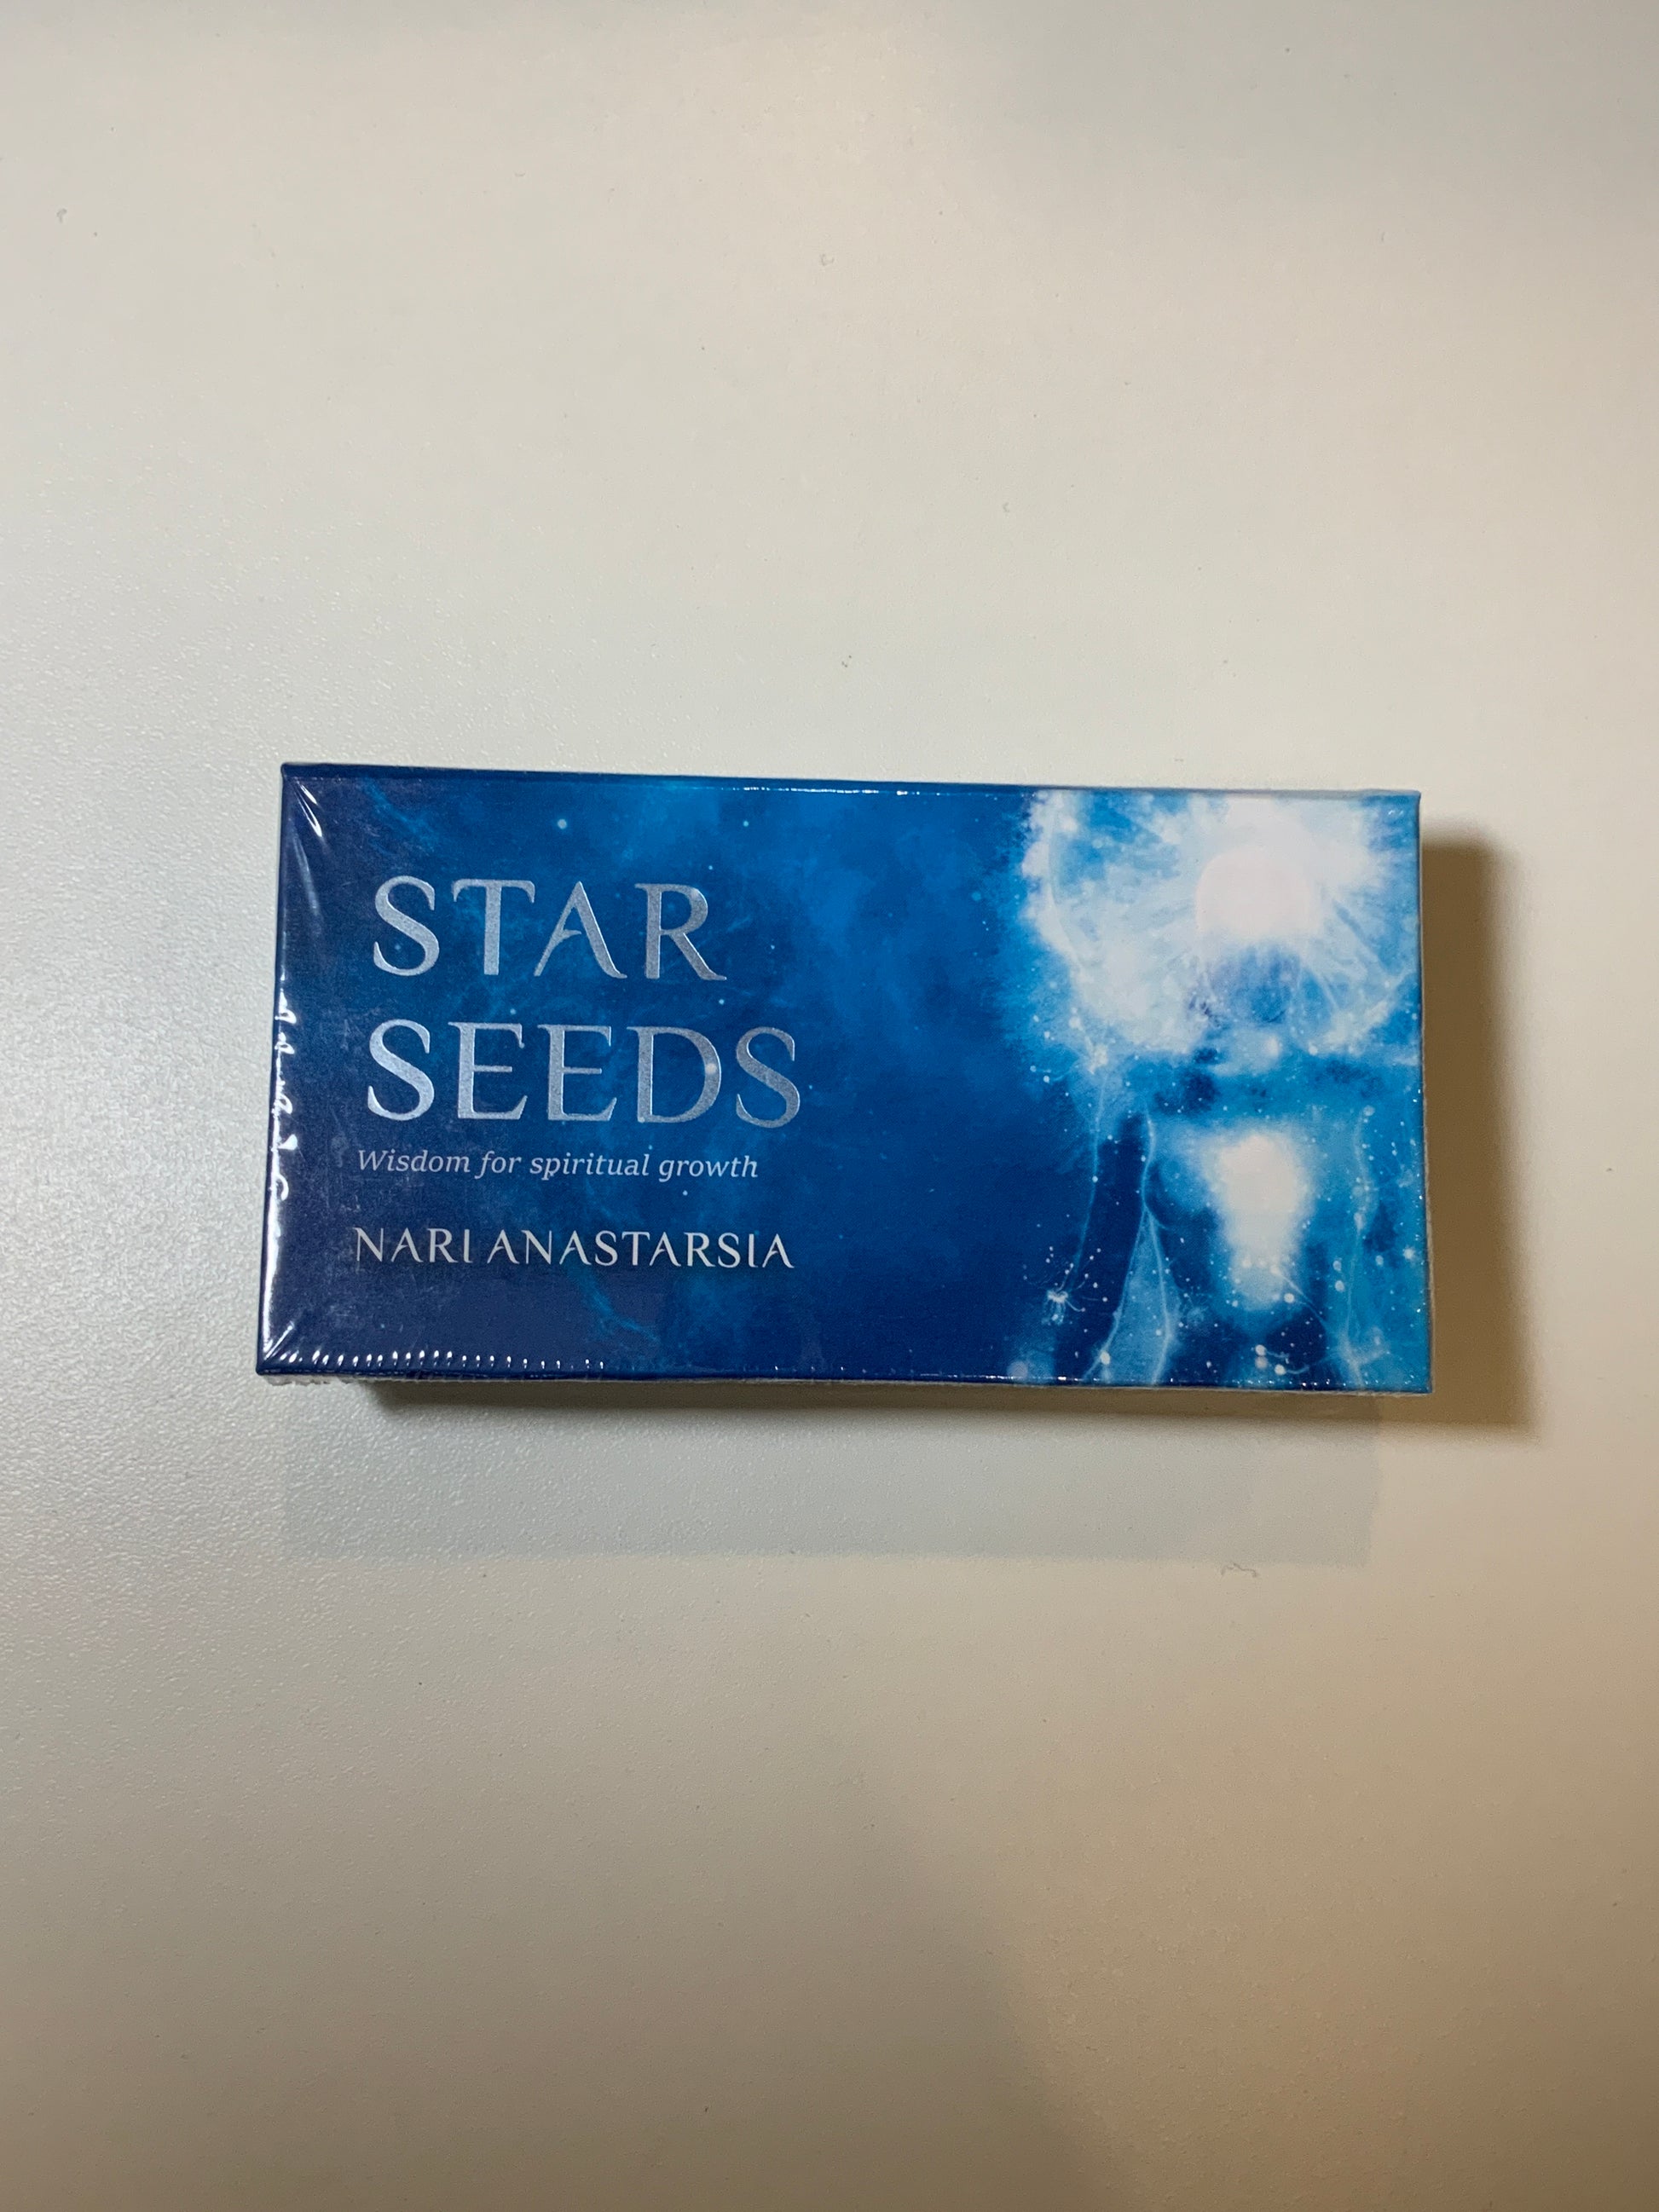 STAR
SEEDS
Wisdom for spiritual growth
NARI ANASTARSIA